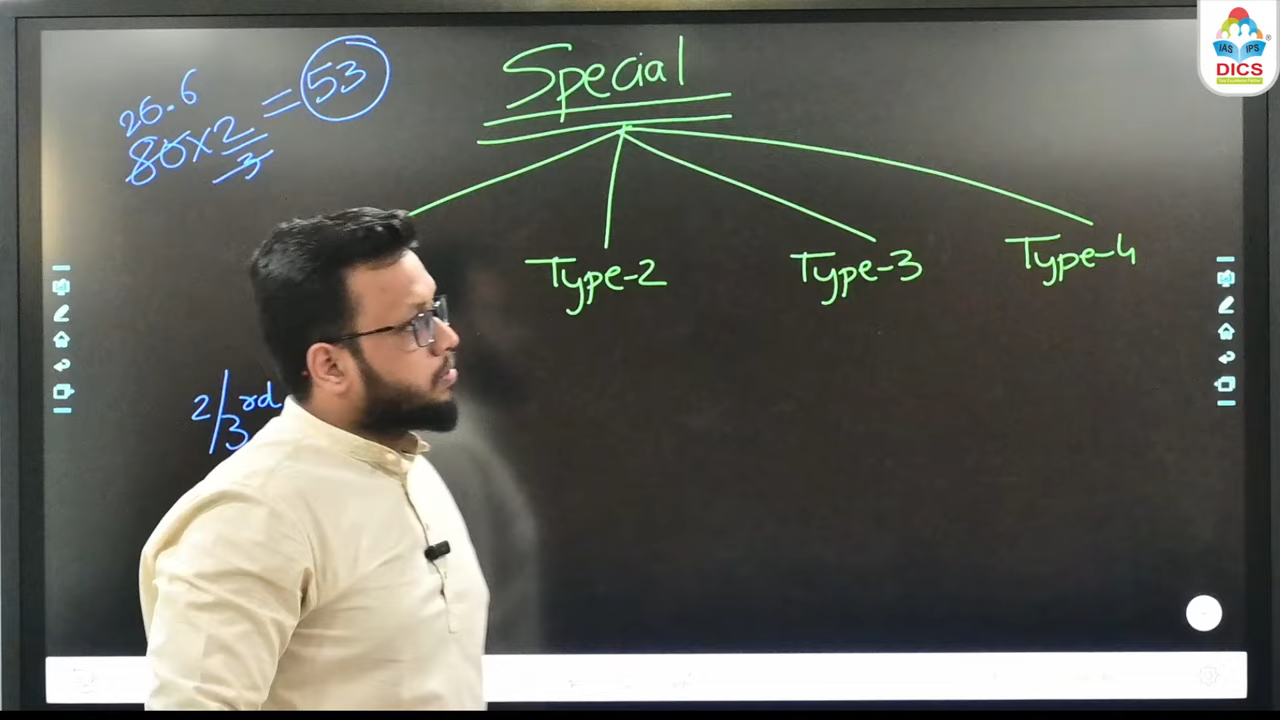 26.6
80×2/3 = 53
Special
Type-2
Type-3
Type-4
2/3rd
IAS IPS
DICS